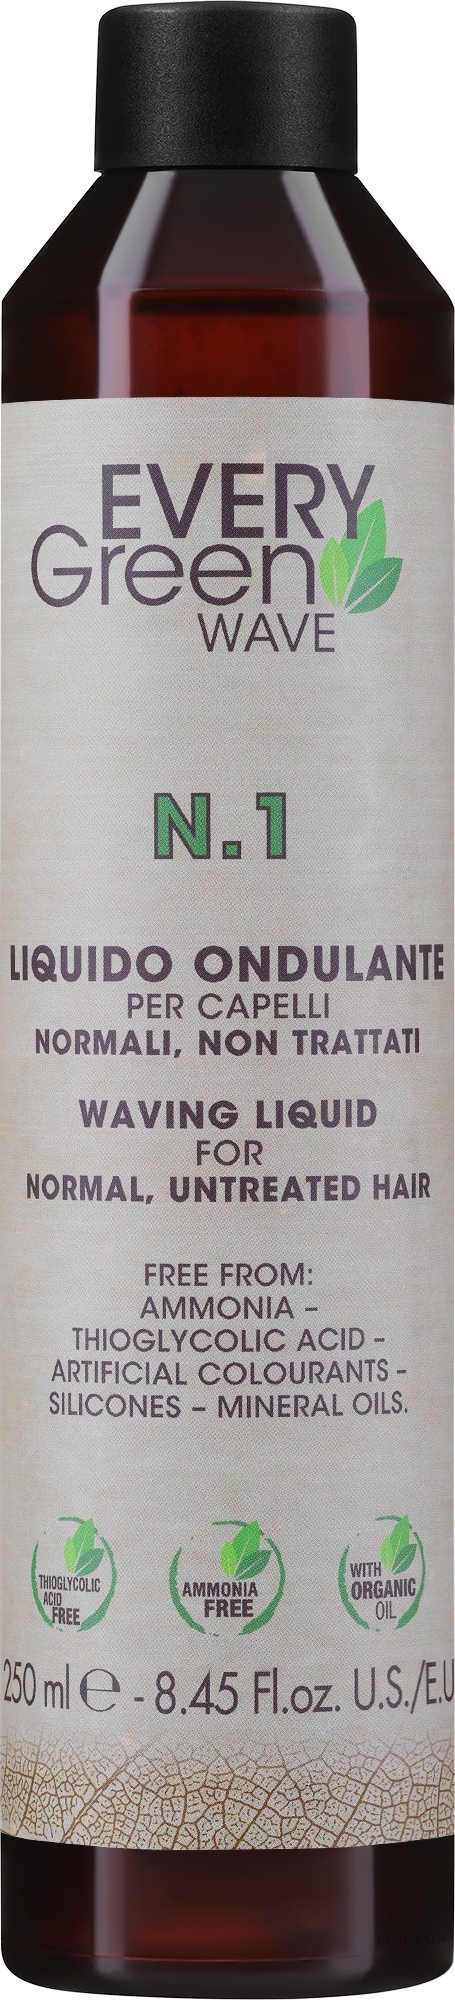 EVERY
Green
WAVE
N.1
LIQUIDO ONDULANTE
PER CAPELLI
NORMALI, NON TRATTATI
WAVING LIQUID
FOR
NORMAL, UNTREATED HAIR
FREE FROM:
AMMONIA –
THIOGLYCOLIC ACID –
ARTIFICIAL COLOURANTS -
SILICONES – MINERAL OILS.
THIOGLYCOLIC
ACID
FREE
AMMONIA
FREE
WITH
ORGANIC
OIL
250 ml ℮ - 8.45 Fl.oz. U.S./E.U
MAKEUP